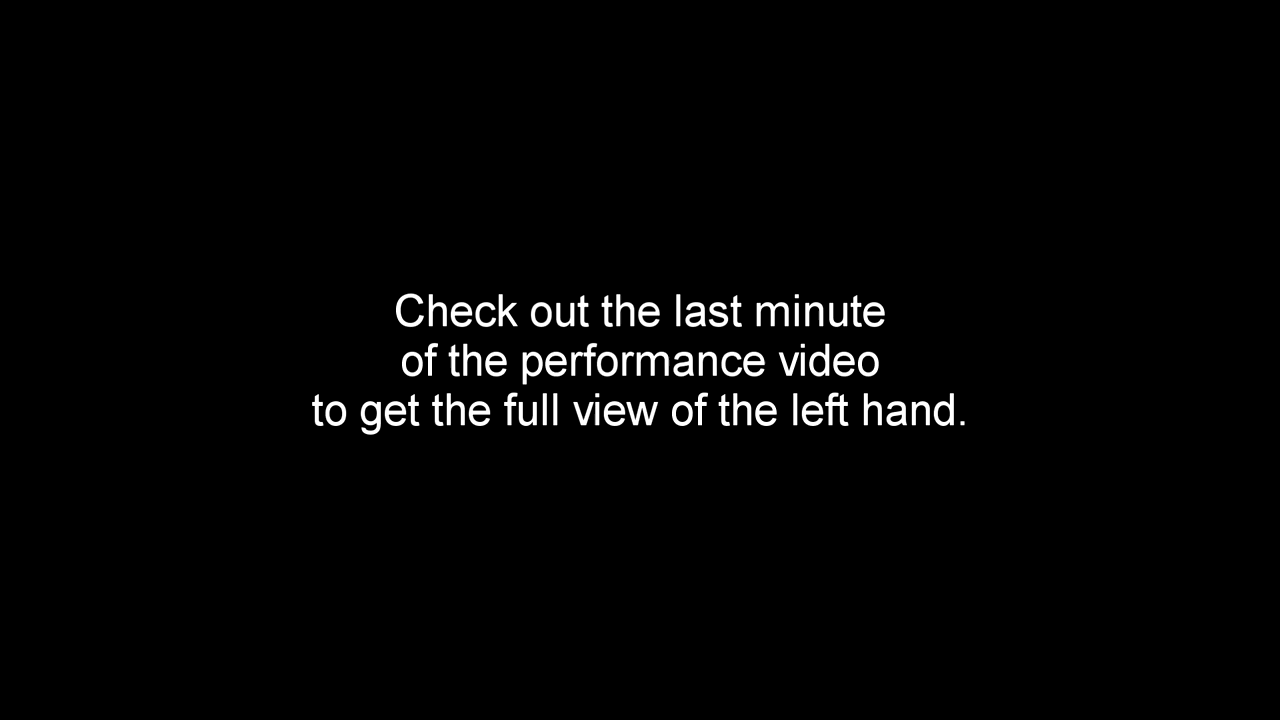 Check out the last minute
of the performance video
to get the full view of the left hand.